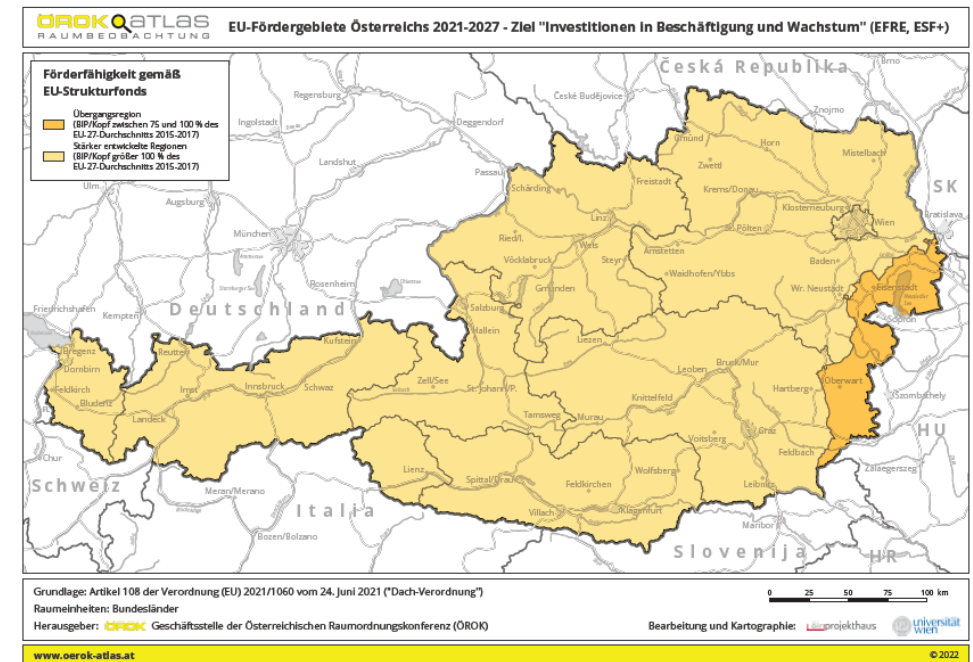 ÖROK ATLAS
RAUMBEOBACHTUNG
EU-Fördergebiete Österreichs 2021-2027 - Ziel "Investitionen in Beschäftigung und Wachstum" (EFRE, ESF+)
Förderfähigkeit gemäß
EU-Strukturfonds
Übergangsregion
(BIP/Kopf zwischen 75 und 100 % des
EU-27-Durchschnitts 2015-2017)
Stärker entwickelte Regionen
(BIP/Kopf größer 100 % des
EU-27-Durchschnitts 2015-2017)
Česká Republika
Brno
Regensburg
České Budějovice
Znojmo
Ingolstadt
Deggendorf
Gmünd
Horn
Mistelbach
Landshut
Zwettl
Passau
Freistadt
Schärding
Krems/Donau
SK
Ulm
Augsburg
Klosterneuburg
Linz
Wien
Bratislava
München
Ried/I.
Wels
St. Pölten
Vöcklabruck
Steyr
Amstetten
Baden
Waidhofen/Ybbs
Rosenheim
Chiemsee
Gmunden
Wr. Neustadt
Eisenstadt
Friedrichshafen
Kempten
Deutschland
Salzburg
Sopron
Hallein
Kufstein
Liezen
Bregenz
Reutte
Dornbirn
Bruck/Mur
Zell/See
St. Johann/P.
Leoben
Oberwart
Feldkirch
Imst
Innsbruck
Schwaz
Hartberg
Szombathely
Bludenz
Knittelfeld
Landeck
Tamsweg
Murau
Graz
HU
Voitsberg
Chur
Feldbach
Lienz
Wolfsberg
Zalaegerszeg
Schweiz
Spittal/Drau
Feldkirchen
Leibnitz
Meran/Merano
Italia
Villach
Klagenfurt
Maribor
Bozen/Bolzano
Slovenija
HR
Grundlage: Artikel 108 der Verordnung (EU) 2021/1060 vom 24. Juni 2021 ("Dach-Verordnung")
0 25 50 75 100 km
Raumeinheiten: Bundesländer
Herausgeber: ÖROK Geschäftsstelle der Österreichischen Raumordnungskonferenz (ÖROK)
Bearbeitung und Kartographie: projekthaus universität wien
www.oerok-atlas.at
© 2022